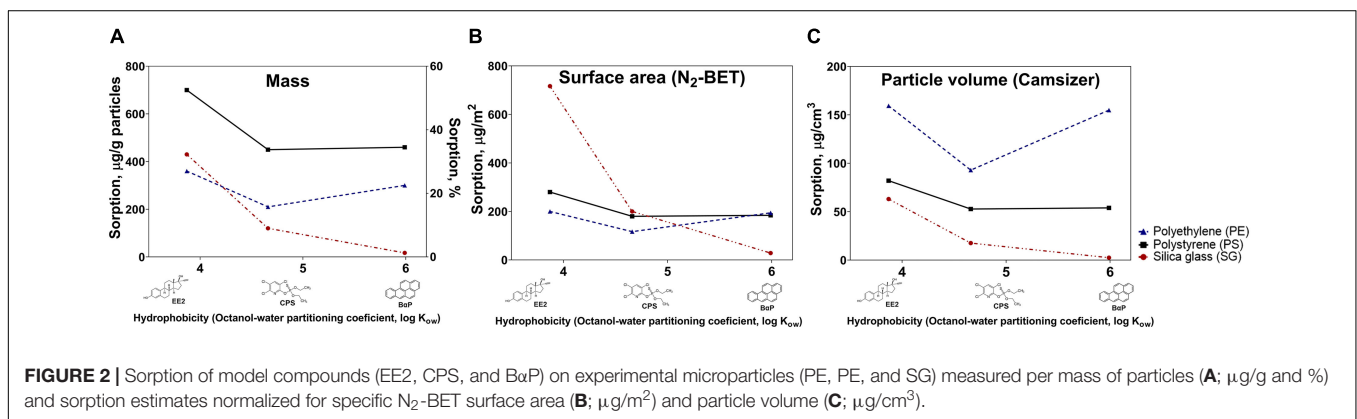 A
Mass
800
600
400
200
0
Sorption, µg/g particles
60
40
20
0
Sorption, %
4
5
6
EE2
CPS
BαP
Hydrophobicity (Octanol-water partitioning coeficient, log Kow)
B
Surface area (N2-BET)
800
600
400
200
0
Sorption, µg/m²
4
5
6
EE2
CPS
BαP
Hydrophobicity (Octanol-water partitioning coeficient, log Kow)
C
Particle volume (Camsizer)
200
150
100
50
0
Sorption, µg/cm³
4
5
6
EE2
CPS
BαP
Hydrophobicity (Octanol-water partitioning coeficient, log Kow)
Polyethylene (PE)
Polystyrene (PS)
Silica glass (SG)
FIGURE 2 | Sorption of model compounds (EE2, CPS, and BαP) on experimental microparticles (PE, PE, and SG) measured per mass of particles (A; µg/g and %)
and sorption estimates normalized for specific N2-BET surface area (B; µg/m²) and particle volume (C; µg/cm³).